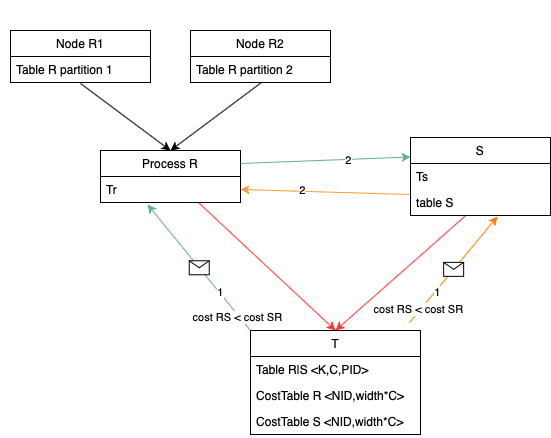 Node R1
Table R partition 1
Node R2
Table R partition 2
Process R
Tr
S
Ts
table S
2
2
1
cost RS < cost SR
1
cost RS < cost SR
T
Table RIS <K,C,PID>
CostTable R <NID,width*C>
CostTable S <NID,width*C>